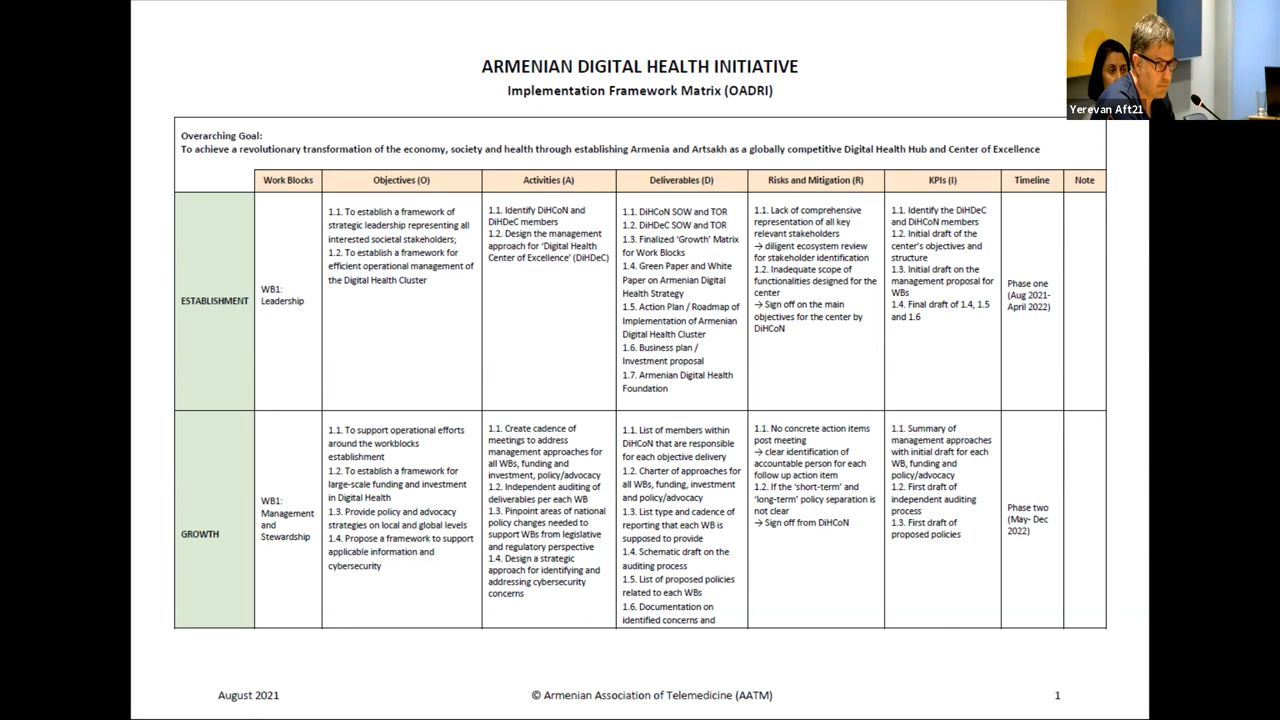 ARMENIAN DIGITAL HEALTH INITIATIVE
Implementation Framework Matrix (OADRI)
Yerevan Aft21
Overarching Goal:
To achieve a revolutionary transformation of the economy, society and health through establishing Armenia and Artsakh as a globally competitive Digital Health Hub and Center of Excellence
Work Blocks
Objectives (O)
Activities (A)
Deliverables (D)
Risks and Mitigation (R)
KPIs (I)
Timeline
Note
ESTABLISHMENT
WB1:
Leadership
1.1. To establish a framework of
strategic leadership representing all
interested societal stakeholders;
1.2. To establish a framework for
efficient operational management of
the Digital Health Cluster
1.1. Identify DiHCoN and
DiHDeC members
1.2. Design the management
approach for 'Digital Health
Center of Excellence' (DiHDeC)
1.1. DiHCoN SOW and TOR
1.2. DiHDeC SOW and TOR
1.3. Finalized 'Growth' Matrix
for Work Blocks
1.4. Green Paper and White
Paper on Armenian Digital
Health Strategy
1.5. Action Plan / Roadmap of
Implementation of Armenian
Digital Health Cluster
1.6. Business plan /
Investment proposal
1.7. Armenian Digital Health
Foundation
1.1. Lack of comprehensive
representation of all key
relevant stakeholders
→ diligent ecosystem review
for stakeholder identification
1.2. Inadequate scope of
functionalities designed for the
center
→ Sign off on the main
objectives for the center by
DiHCoN
1.1. Identify the DiHDeC
and DiHCoN members
1.2. Initial draft of the
center's objectives and
structure
1.3. Initial draft on the
management proposal for
WBs
1.4. Final draft of 1.4, 1.5
and 1.6
Phase one
(Aug 2021-
April 2022)
GROWTH
WB1:
Management
and
Stewardship
1.1. To support operational efforts
around the workblocks
establishment
1.2. To establish a framework for
large-scale funding and investment
in Digital Health
1.3. Provide policy and advocacy
strategies on local and global levels
1.4. Propose a framework to support
applicable information and
cybersecurity
1.1. Create cadence of
meetings to address
management approaches for
all WBs, funding and
investment, policy/advocacy
1.2. Independent auditing of
deliverables per each WB
1.3. Pinpoint areas of national
policy changes needed to
support WBs from legislative
and regulatory perspective
1.4. Design a strategic
approach for identifying and
addressing cybersecurity
concerns
1.1. List of members within
DiHCoN that are responsible
for each objective delivery
1.2. Charter of approaches for
all WBs, funding, investment
and policy/advocacy
1.3. List type and cadence of
reporting that each WB is
supposed to provide
1.4. Schematic draft on the
auditing process
1.5. List of proposed policies
related to each WBs
1.6. Documentation on
identified concerns and
1.1. No concrete action items
post meeting
→ clear identification of
accountable person for each
follow up action item
1.2. If the 'short-term' and
'long-term' policy separation is
not clear
→ Sign off from DiHCoN
1.1. Summary of
management approaches
with initial draft for each
WB, funding and
policy/advocacy
1.2. First draft of
independent auditing
process
1.3. First draft of
proposed policies
Phase two
(May- Dec
2022)
August 2021
© Armenian Association of Telemedicine (AATM)
1